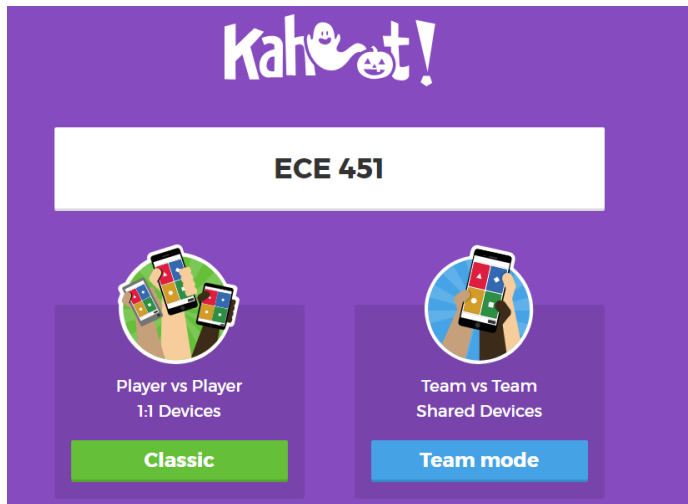 Kahoot!
ECE 451
Player vs Player
1:1 Devices
Classic
Team vs Team
Shared Devices
Team mode